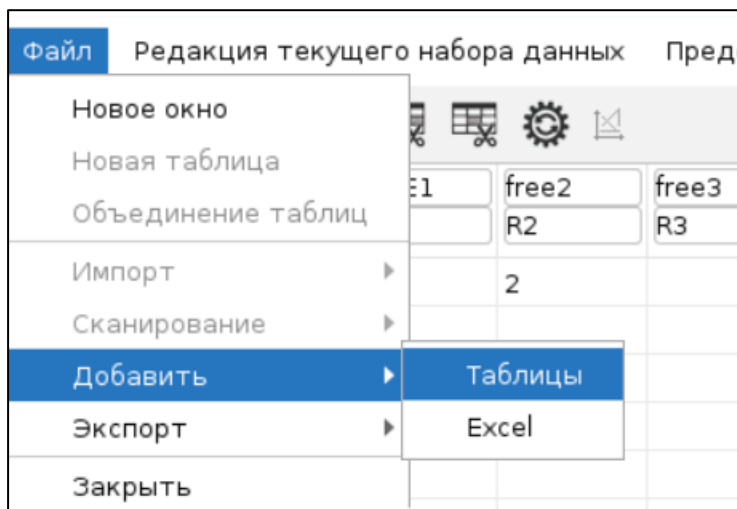 Файл Редакция текущего набора данных
Новое окно
Новая таблица
Объединение таблиц
free2 free3
R2 R3
Импорт
2
Сканирование
Добавить
Таблицы
Экспорт
Excel
Закрыть